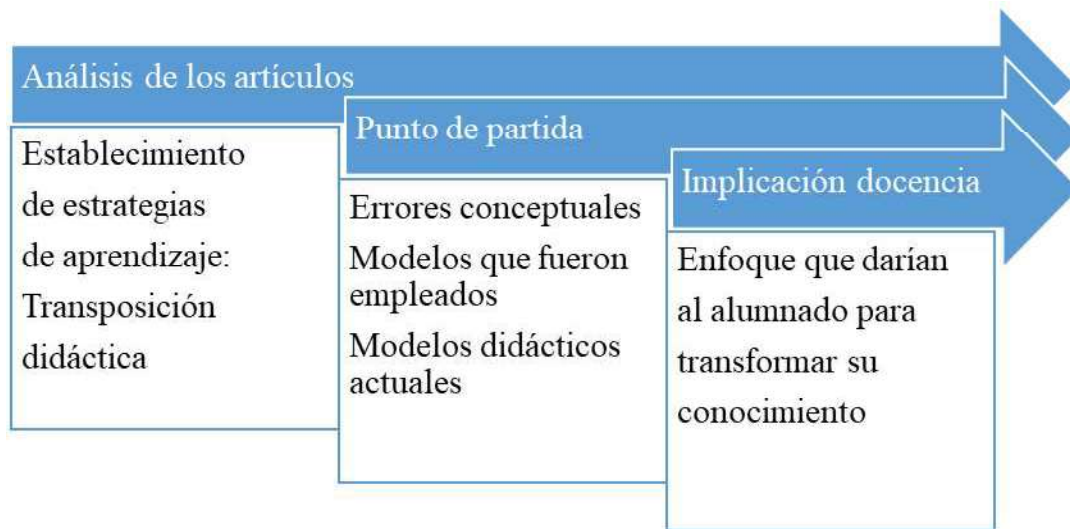 Análisis de los artículos
Establecimiento
de estrategias
de aprendizaje:
Transposición
didáctica
Punto de partida
Errores conceptuales
Modelos que fueron
empleados
Modelos didácticos
actuales
Implicación docencia
Enfoque que darían
al alumnado para
transformar su
conocimiento